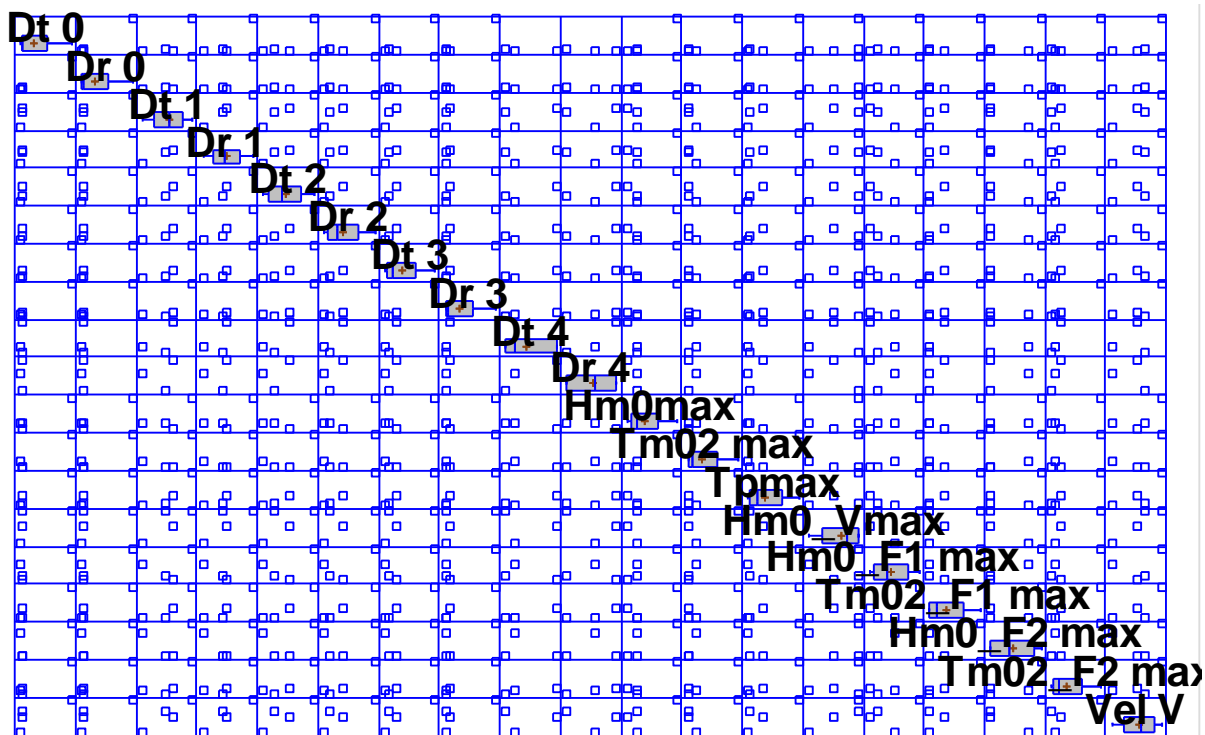 Dt 0
Dr 0
Dt 1
Dr 1
Dt 2
Dr 2
Dt 3
Dr 3
Dt 4
Dr 4
Hm0max
Tm02 max
Tpmax
Hm0_Vmax
Hm0_F1 max
Tm02_F1 max
Hm0_F2 max
Tm02_F2 max
Vel V